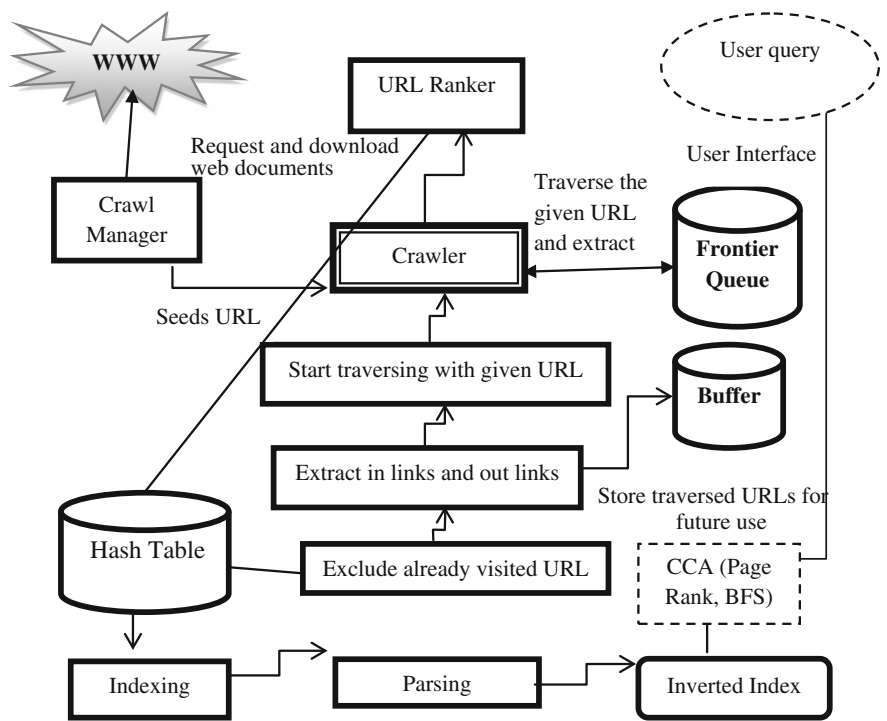 WWW
URL Ranker
User query
Request and download
web documents
User Interface
Crawl
Manager
Traverse the
given URL
and extract
Crawler
Frontier
Queue
Seeds URL
Start traversing with given URL
Buffer
Extract in links and out links
Store traversed URLs for
future use
Hash Table
Exclude already visited URL
CCA (Page
Rank, BFS)
Indexing
Parsing
Inverted Index